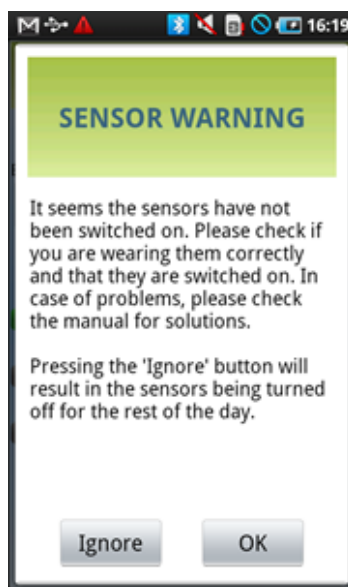 16:19
SENSOR WARNING
It seems the sensors have not
been switched on. Please check if
you are wearing them correctly
and that they are switched on. In
case of problems, please check
the manual for solutions.
Pressing the 'Ignore' button will
result in the sensors being turned
off for the rest of the day.
Ignore OK